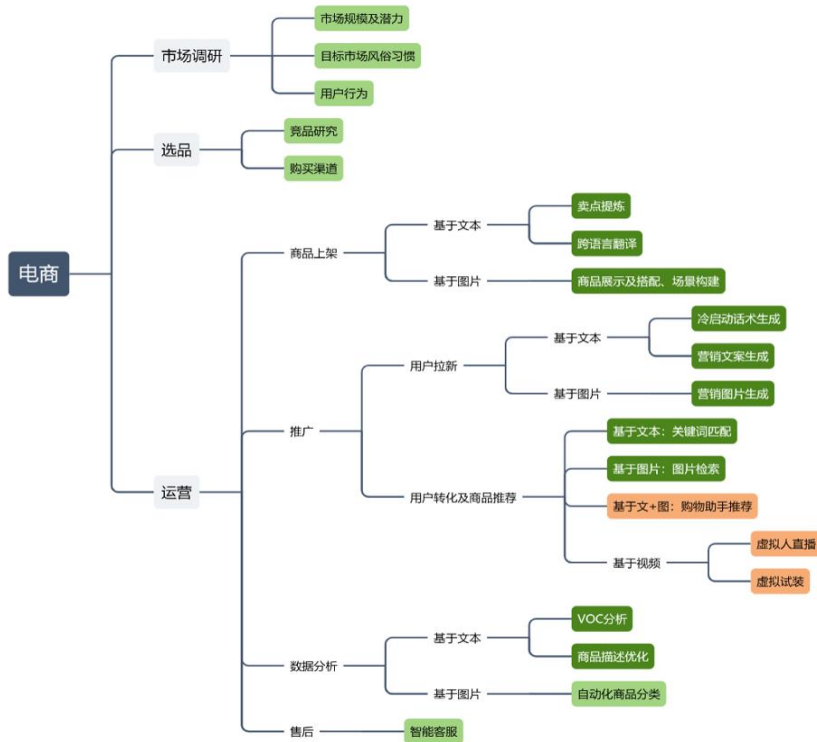 电商
市场调研
市场规模及潜力
目标市场风俗习惯
用户行为
选品
竞品研究
购买渠道
运营
商品上架
基于文本
卖点提炼
跨语言翻译
基于图片
商品展示及搭配、场景构建
推广
用户拉新
基于文本
冷启动话术生成
营销文案生成
基于图片
营销图片生成
用户转化及商品推荐
基于文本：关键词匹配
基于图片：图片检索
基于文+图：购物助手推荐
基于视频
虚拟人直播
虚拟试装
数据分析
基于文本
VOC分析
商品描述优化
基于图片
自动化商品分类
售后
智能客服